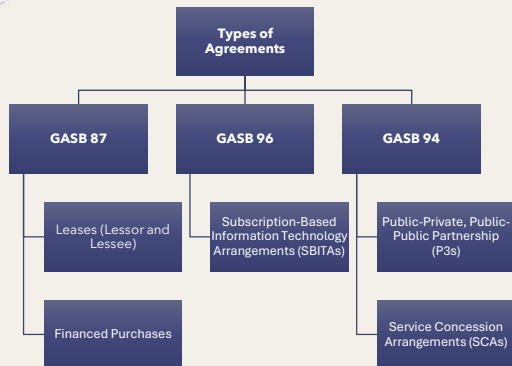 Types of
Agreements
GASB 87
GASB 96
GASB 94
Leases (Lessor and
Lessee)
Subscription-Based
Information Technology
Arrangements (SBITAs)
Public-Private, Public-
Public Partnership
(P3s)
Financed Purchases
Service Concession
Arrangements (SCAs)